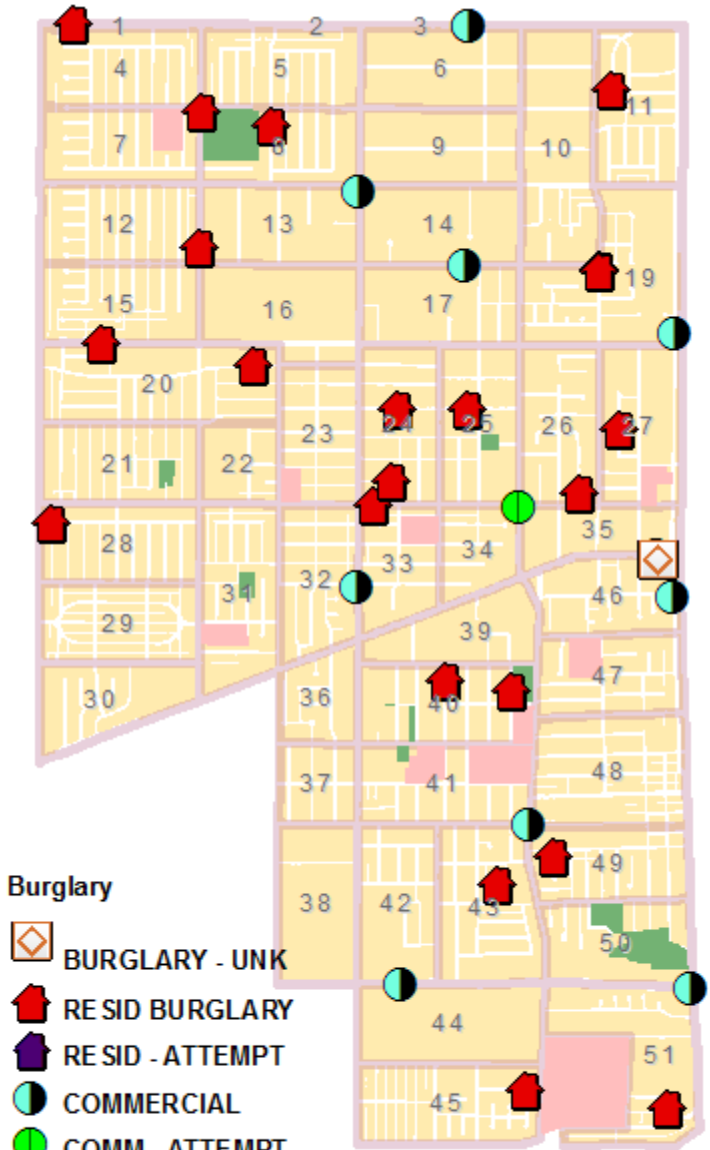 1 2 3
4 5 6
11
7 8 9 10
12 13 14
19
15 16 17
20
23 24 25 26 27
21 22
28 33 34 35
31 32 46
29 39
30 36 40 47
37 41 48
49
38 42 43
50
44
51
45
Burglary
BURGLARY - UNK
RESID BURGLARY
RESID - ATTEMPT
COMMERCIAL
COMM - ATTEMPT